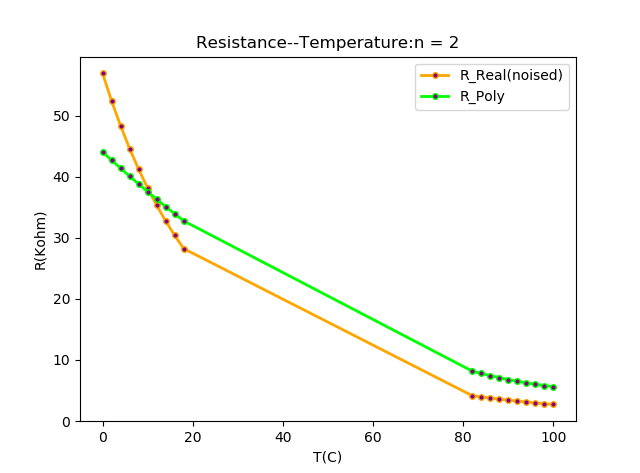 Resistance--Temperature:n = 2
R_Real(noised)
R_Poly
R(Kohm)
50
40
30
20
10
0
0 20 40 60 80 100
T(C)